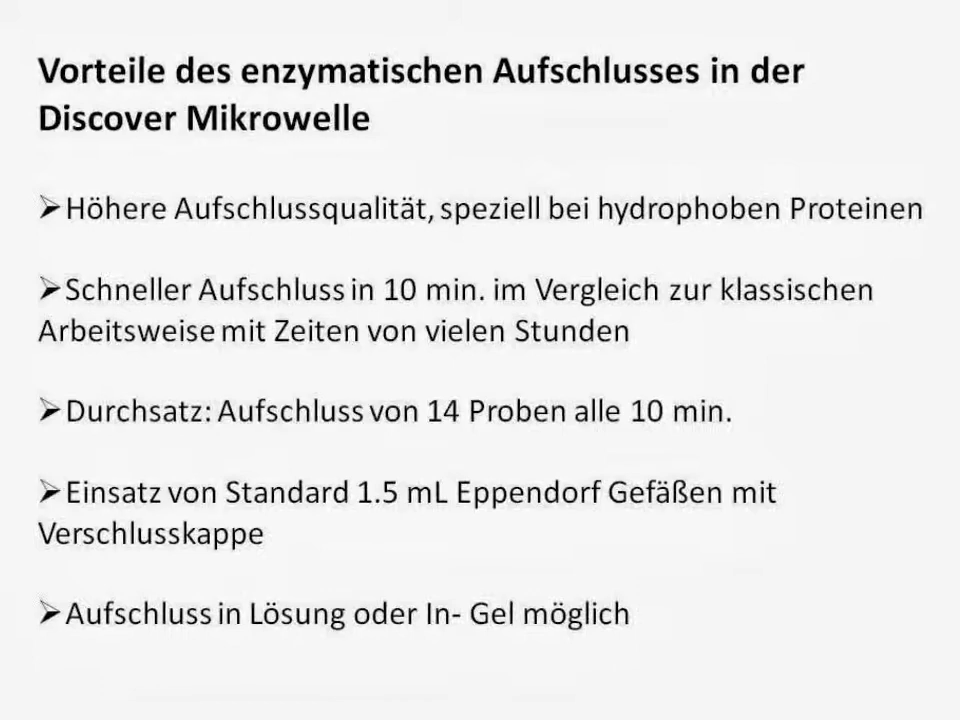 Vorteile des enzymatischen Aufschlusses in der
Discover Mikrowelle
➢Höhere Aufschlussqualität, speziell bei hydrophoben Proteinen
➢Schneller Aufschluss in 10 min. im Vergleich zur klassischen
Arbeitsweise mit Zeiten von vielen Stunden
➢Durchsatz: Aufschluss von 14 Proben alle 10 min.
➢Einsatz von Standard 1.5 mL Eppendorf Gefäßen mit
Verschlusskappe
➢Aufschluss in Lösung oder In- Gel möglich